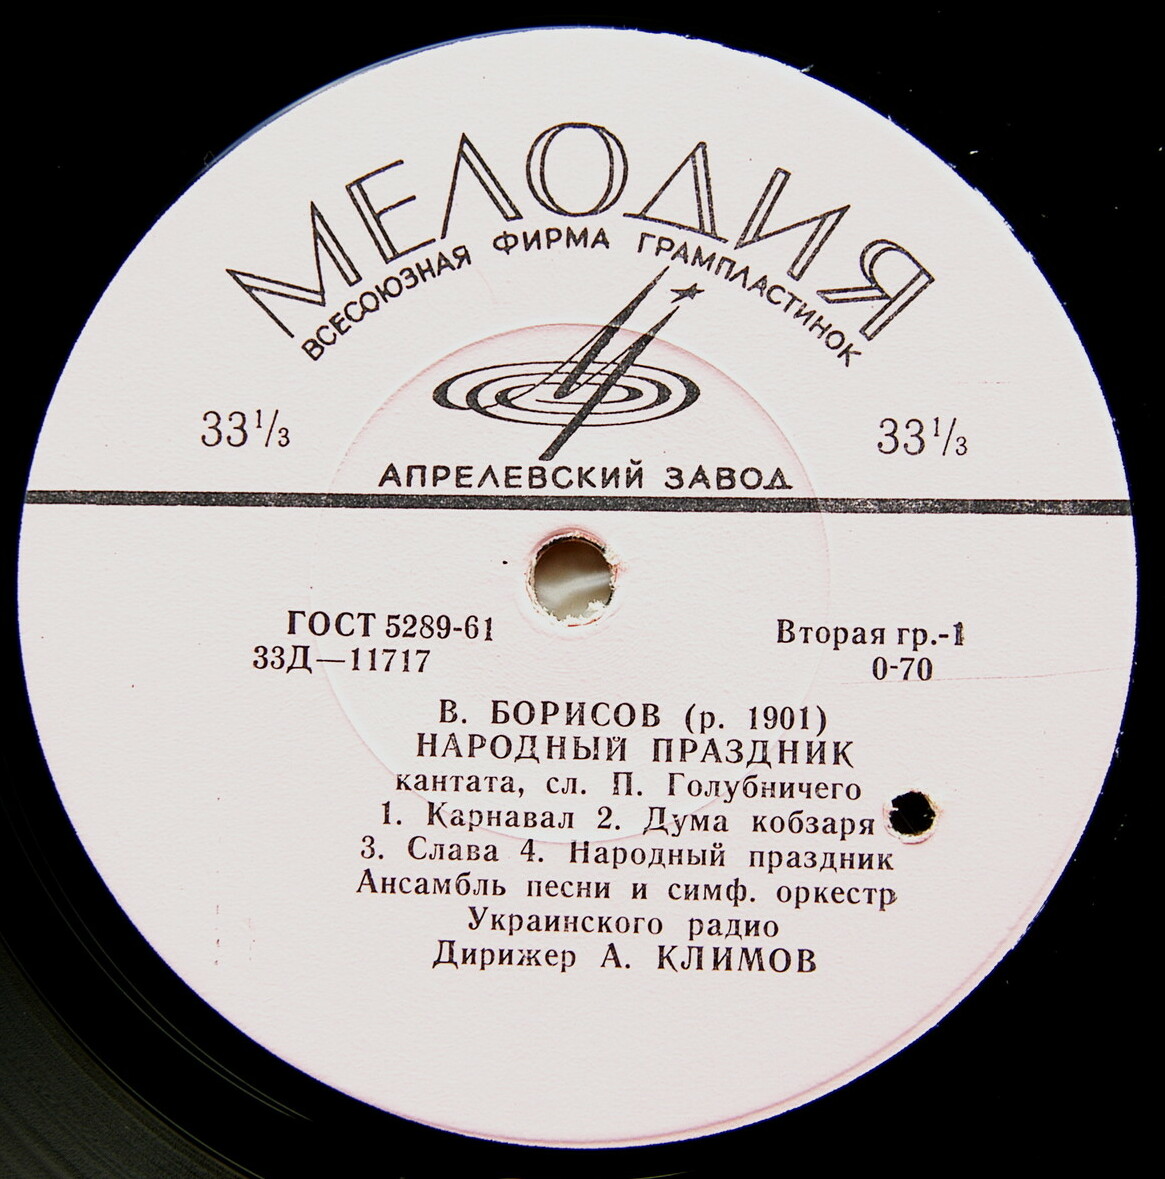 МЕЛОДИЯ
ВСЕСОЮЗНАЯ ФИРМА ГРАМПЛАСТИНОК
33⅓ 33⅓
АПРЕЛЕВСКИЙ ЗАВОД
ГОСТ 5289-61 Вторая гр.-1
33Д—11717 0-70
В. БОРИСОВ (р. 1901)
НАРОДНЫЙ ПРАЗДНИК
кантата, сл. П. Голубничего
1. Карнавал 2. Дума кобзаря
3. Слава 4. Народный праздник
Ансамбль песни и симф. оркестр
Украинского радио
Дирижер А. КЛИМОВ